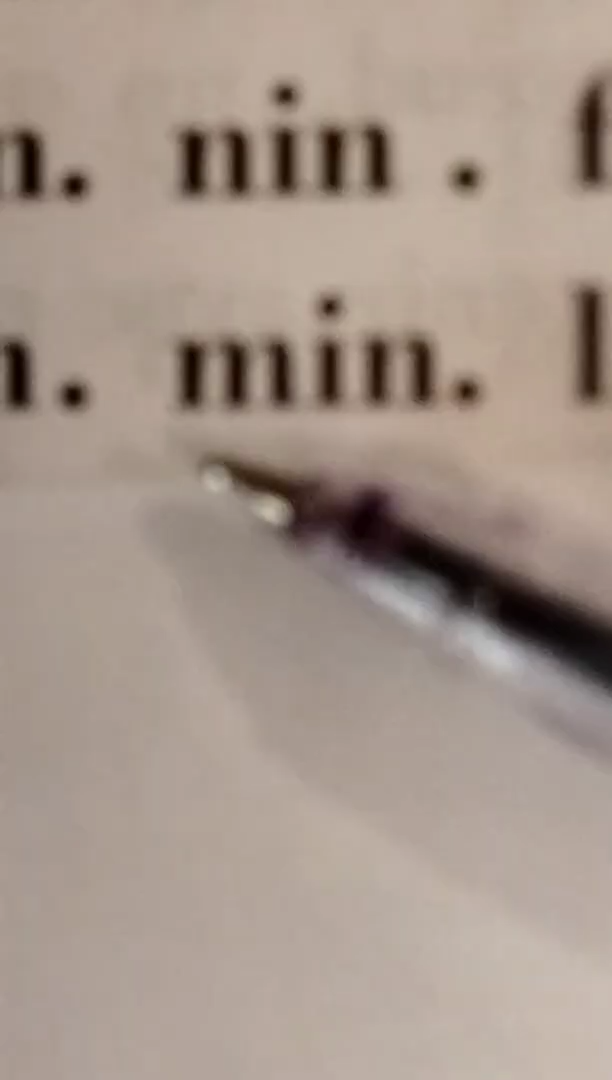 n. nin . f
n. min. l